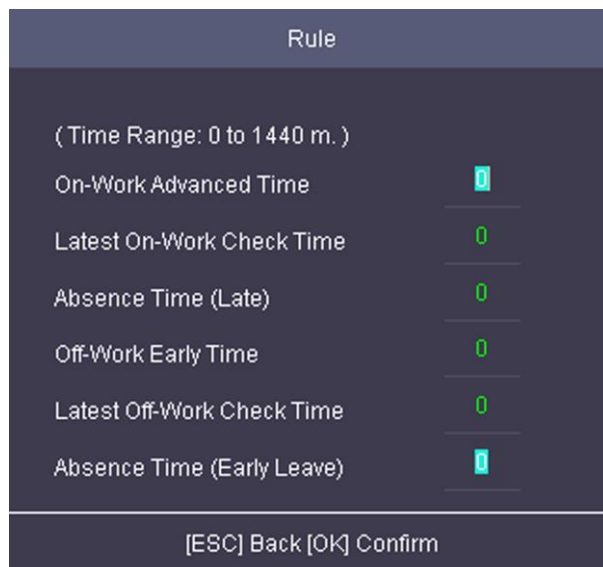 Rule
( Time Range: 0 to 1440 m. )
On-Work Advanced Time 0
Latest On-Work Check Time 0
Absence Time (Late) 0
Off-Work Early Time 0
Latest Off-Work Check Time 0
Absence Time (Early Leave) 0
[ESC] Back [OK] Confirm